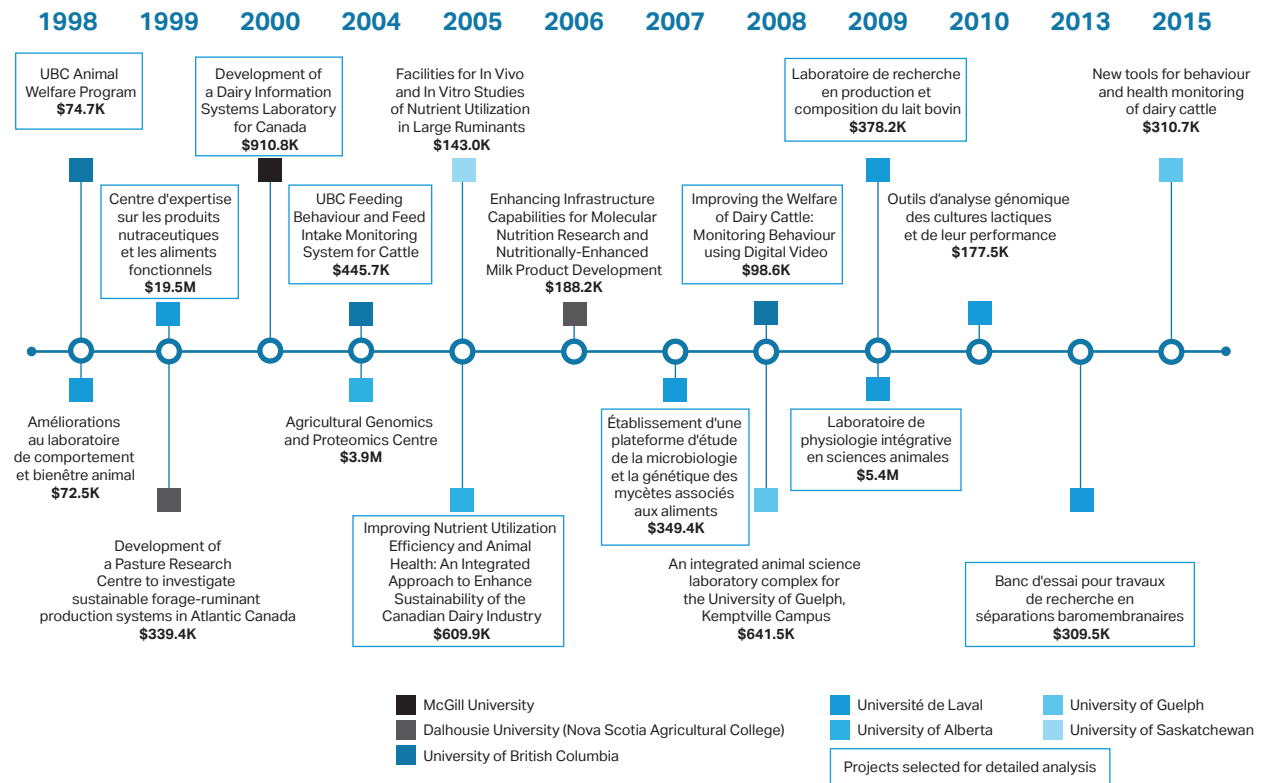 1998 1999 2000 2004 2005 2006 2007 2008 2009 2010 2013 2015
UBC Animal
Welfare Program
$74.7K
Development of
a Dairy Information
Systems Laboratory
for Canada
$910.8K
Facilities for In Vivo
and In Vitro Studies
of Nutrient Utilization
in Large Ruminants
$143.0K
Laboratoire de recherche
en production et
composition du lait bovin
$378.2K
New tools for behaviour
and health monitoring
of dairy cattle
$310.7K
Centre d'expertise
sur les produits
nutraceutiques
et les aliments
fonctionnels
$19.5M
UBC Feeding
Behaviour and Feed
Intake Monitoring
System for Cattle
$445.7K
Enhancing Infrastructure
Capabilities for Molecular
Nutrition Research and
Nutritionally-Enhanced
Milk Product Development
$188.2K
Improving the Welfare
of Dairy Cattle:
Monitoring Behaviour
using Digital Video
$98.6K
Outils d'analyse génomique
des cultures lactiques
et de leur performance
$177.5K
Améliorations
au laboratoire
de comportement
et bienêtre animal
$72.5K
Agricultural Genomics
and Proteomics Centre
$3.9M
Établissement d'une
plateforme d'étude
de la microbiologie
et la génétique des
mycètes associés
aux aliments
$349.4K
Laboratoire de
physiologie intégrative
en sciences animales
$5.4M
Development of
a Pasture Research
Centre to investigate
sustainable forage-ruminant
production systems in Atlantic Canada
$339.4K
Improving Nutrient Utilization
Efficiency and Animal
Health: An Integrated
Approach to Enhance
Sustainability of the
Canadian Dairy Industry
$609.9K
An integrated animal science
laboratory complex for
the University of Guelph,
Kemptville Campus
$641.5K
Banc d'essai pour travaux
de recherche en
séparations baromembranaires
$309.5K
McGill University
Dalhousie University (Nova Scotia Agricultural College)
University of British Columbia
Université de Laval
University of Alberta
University of Guelph
University of Saskatchewan
Projects selected for detailed analysis